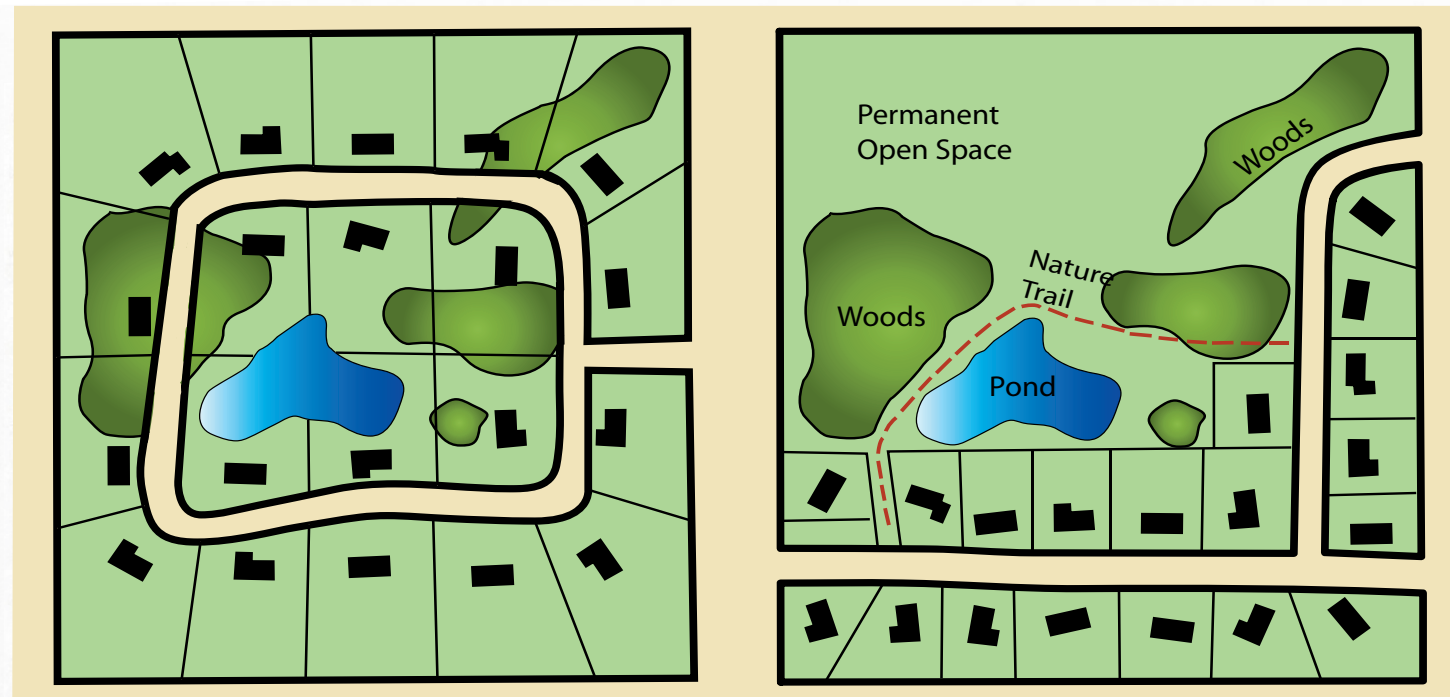 Permanent
Open Space
Woods
Nature
Trail
Woods
Pond